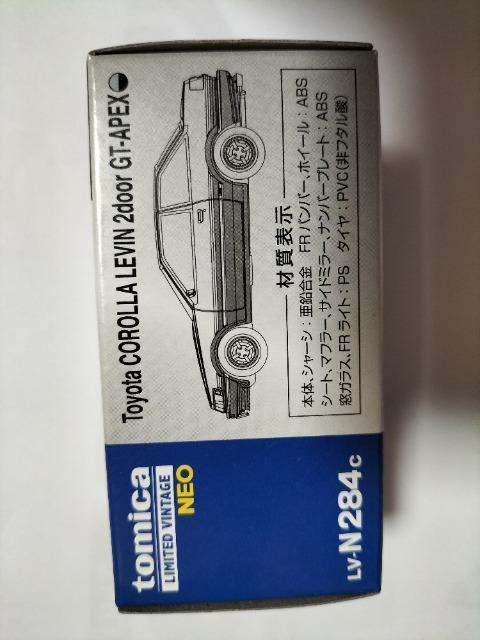 tomica
LIMITED VINTAGE
NEO
LV-N284c
Toyota COROLLA LEVIN 2door GT-APEX
材質表示
本体、シャーシ：亜鉛合金　FRバンパー、ホイール：ABS
シート、マフラー、サイドミラー、ナンバープレート：ABS
窓ガラス、FRライト：PS　タイヤ：PVC（非フタル酸）